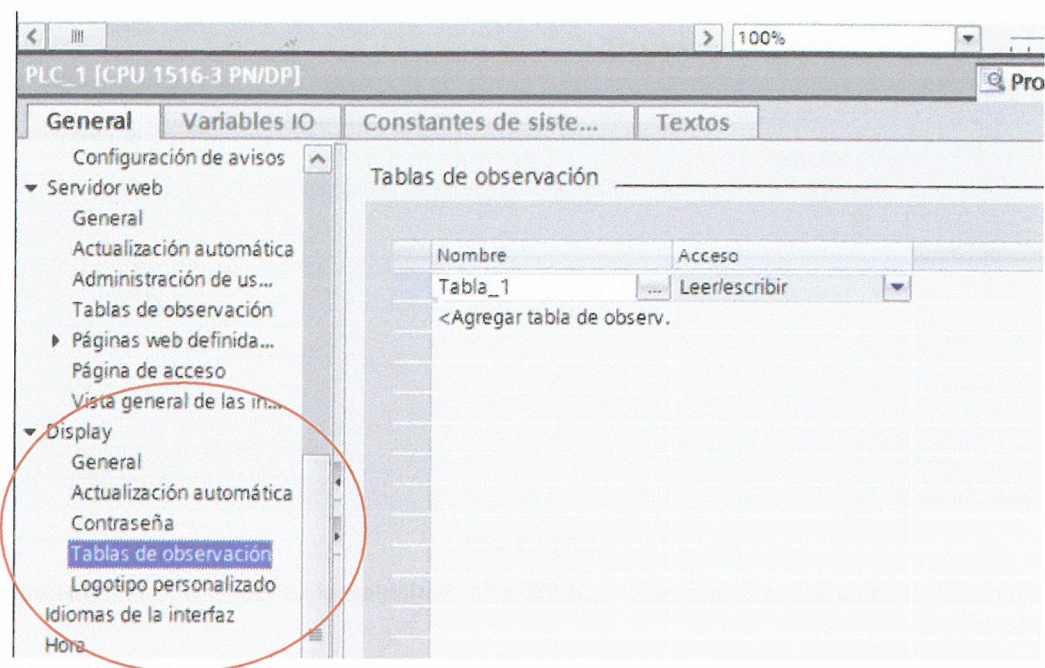 100%
PLC_1 [CPU 1516-3 PN/DP]
Pro
General Variables IO Constantes de siste... Textos
Configuración de avisos
Servidor web
General
Actualización automática
Administración de us...
Tablas de observación
Páginas web definida...
Página de acceso
Vista general de las in...
Display
General
Actualización automática
Contraseña
Tablas de observación
Logotipo personalizado
Idiomas de la interfaz
Hora
Tablas de observación
Nombre Acceso
Tabla_1 ... Leer/escribir
<Agregar tabla de observ.